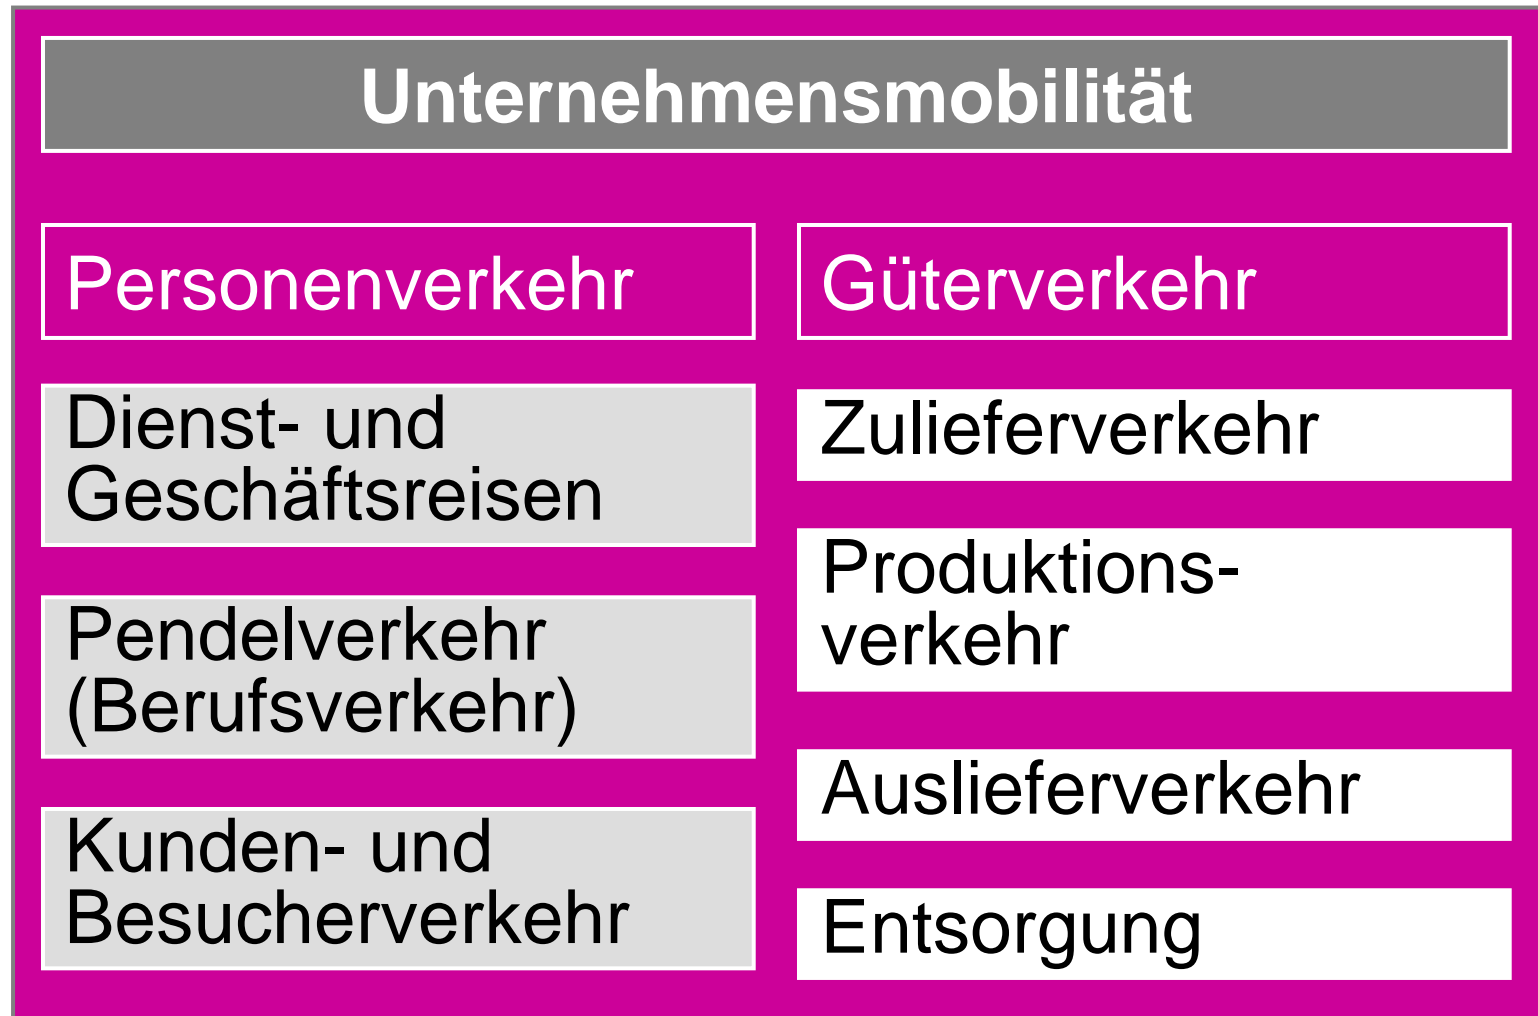 Unternehmensmobilität
Personenverkehr
Dienst- und
Geschäftsreisen
Pendelverkehr
(Berufsverkehr)
Kunden- und
Besucherverkehr
Güterverkehr
Zulieferverkehr
Produktions-
verkehr
Auslieferverkehr
Entsorgung